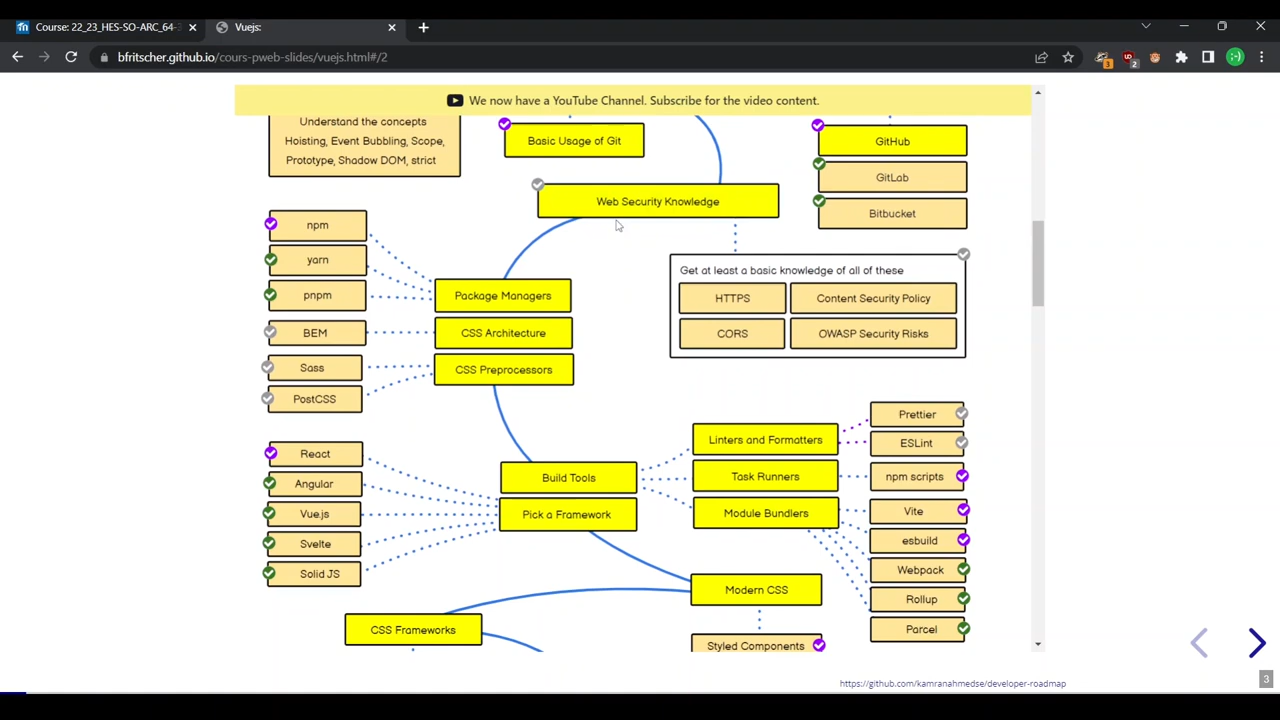 Course: 22_23_HES-SO-ARC_64-
Vuejs:
bfritscher.github.io/cours-pweb-slides/vuejs.html#/2
3
2
We now have a YouTube Channel. Subscribe for the video content.
Understand the concepts
Hoisting, Event Bubbling, Scope,
Prototype, Shadow DOM, strict
Basic Usage of Git
GitHub
GitLab
Bitbucket
Web Security Knowledge
Get at least a basic knowledge of all of these
HTTPS
Content Security Policy
CORS
OWASP Security Risks
npm
yarn
pnpm
BEM
Sass
PostCSS
Package Managers
CSS Architecture
CSS Preprocessors
React
Angular
Vue.js
Svelte
Solid JS
Build Tools
Pick a Framework
Linters and Formatters
Task Runners
Module Bundlers
Prettier
ESLint
npm scripts
Vite
esbuild
Webpack
Rollup
Parcel
Modern CSS
CSS Frameworks
Styled Components
https://github.com/kamranahmedse/developer-roadmap
3